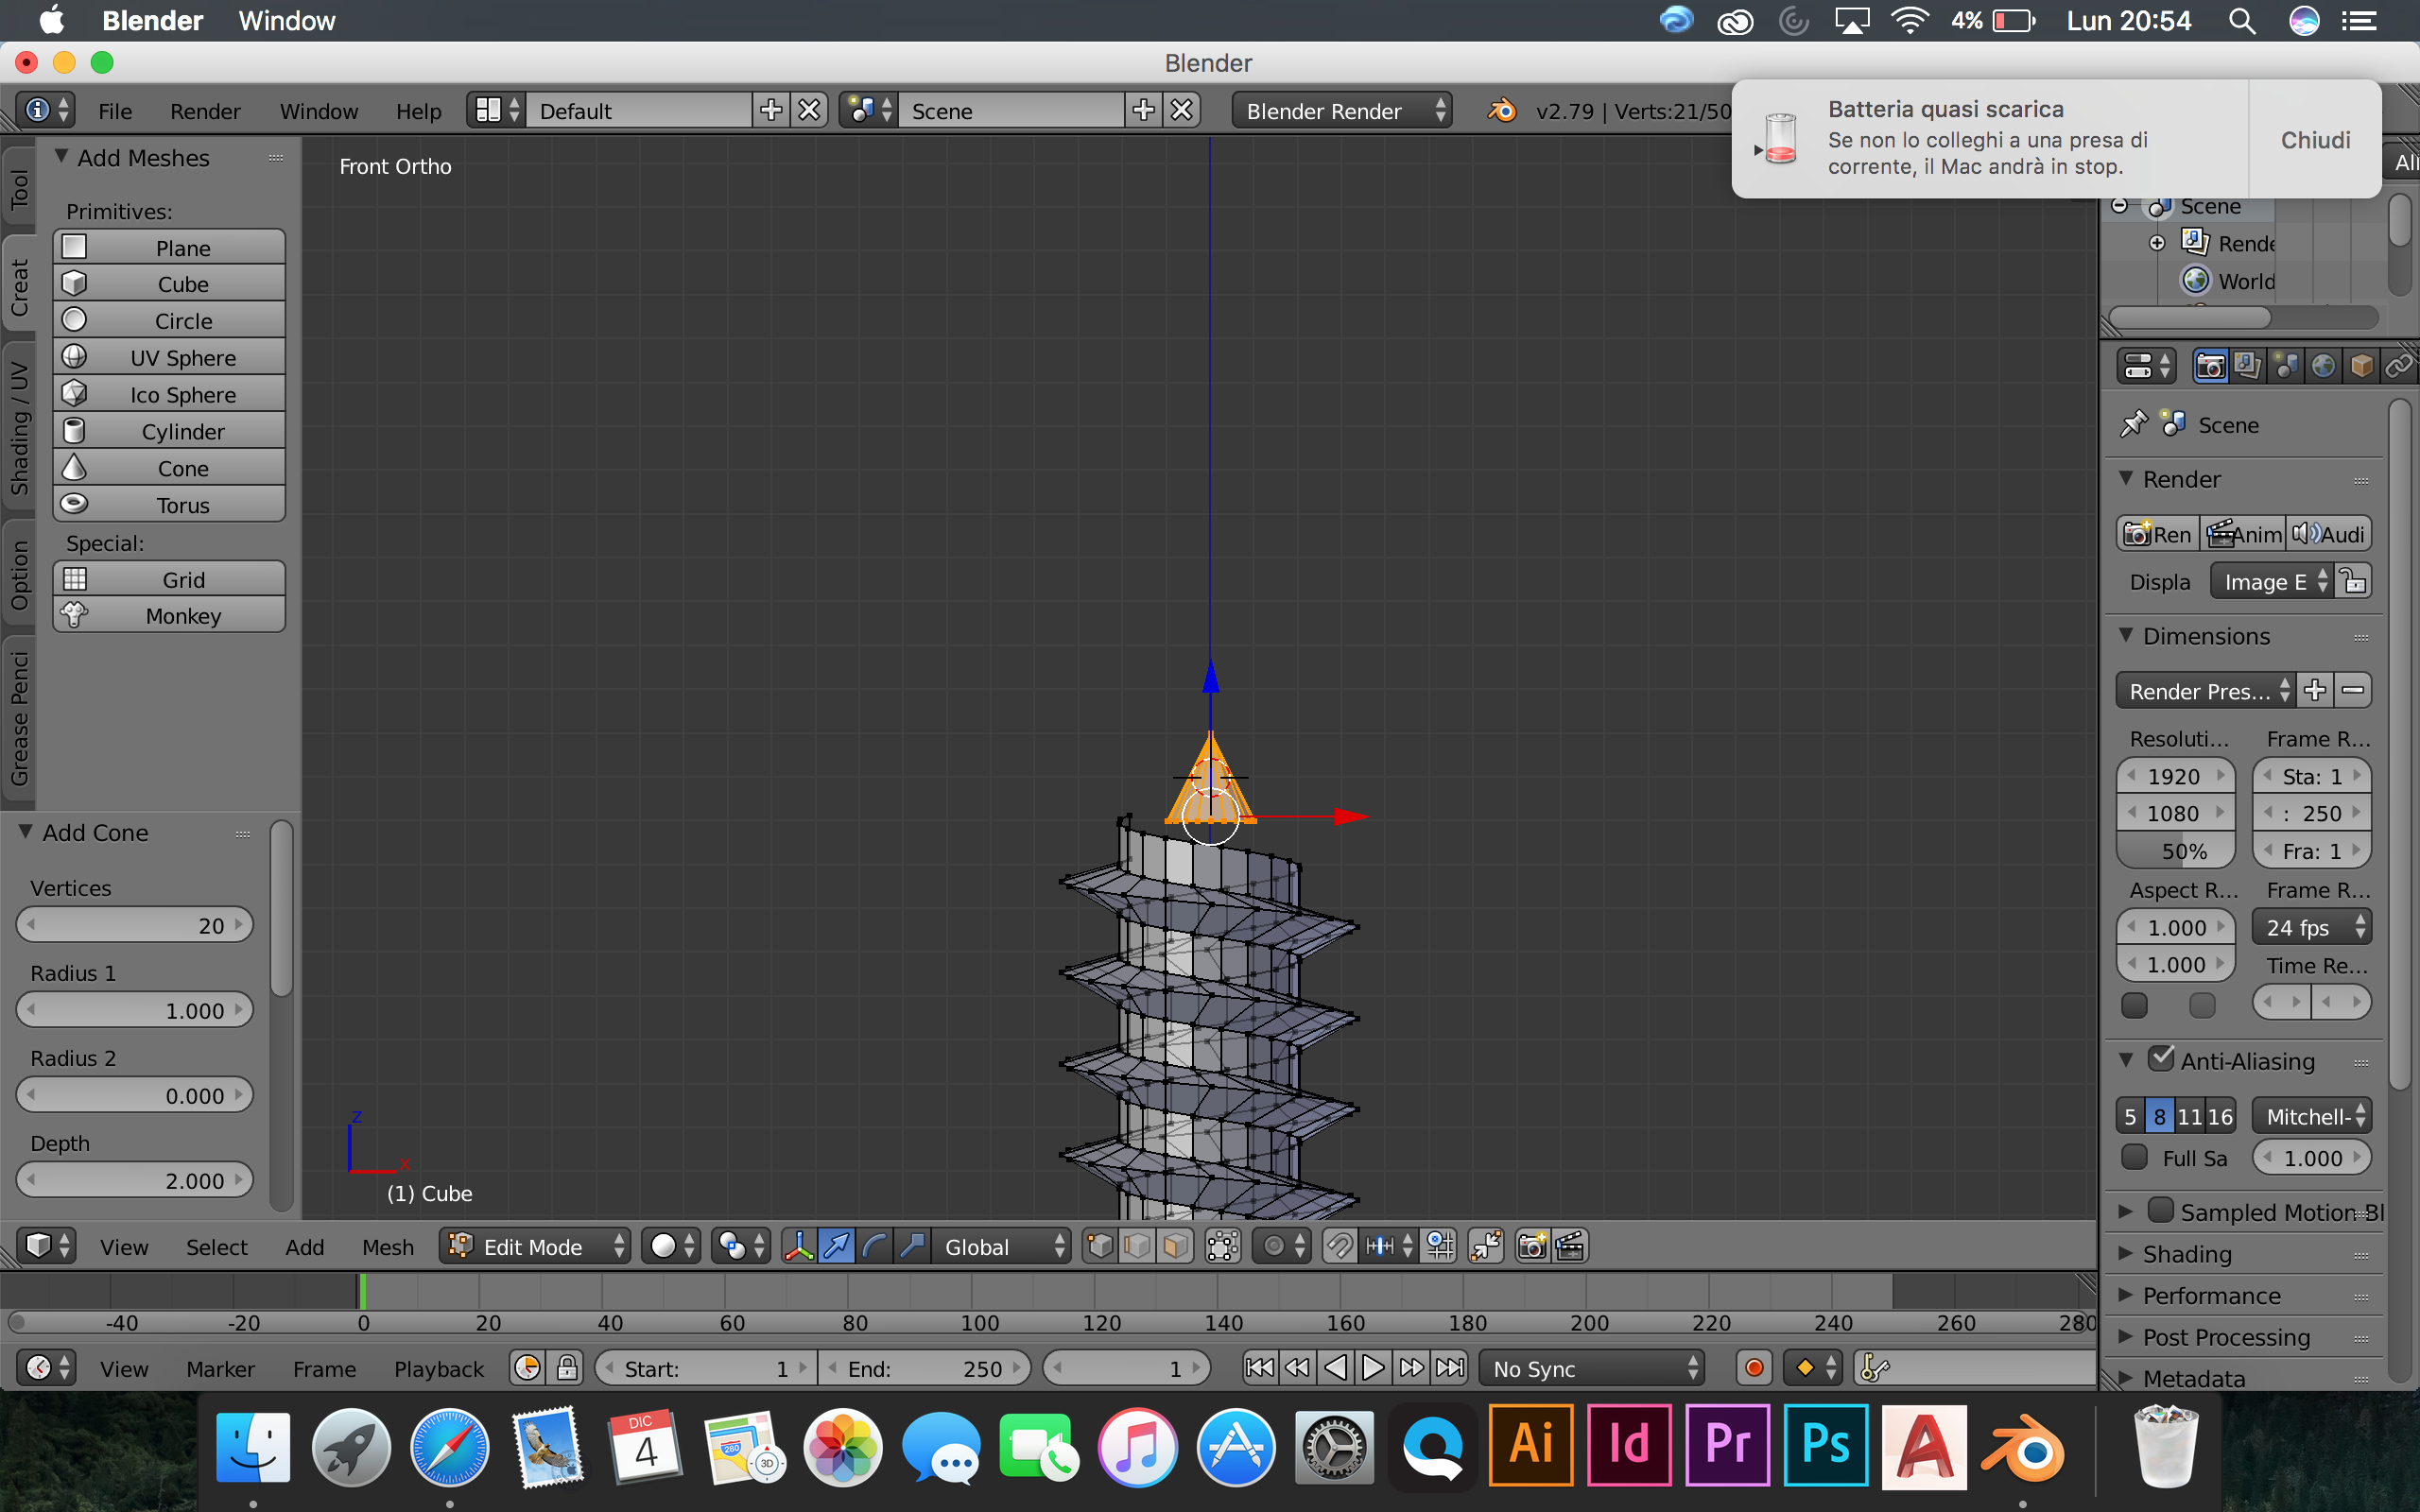 Blender Window 4% Lun 20:54
Blender
File Render Window Help Default Scene Blender Render v2.79 | Verts:21/50
Batteria quasi scarica
Se non lo colleghi a una presa di
corrente, il Mac andrà in stop.
Chiudi
All
Tool
Creat
Shading / UV
Option
Grease Penci
Add Meshes
Primitives:
Plane
Cube
Circle
UV Sphere
Ico Sphere
Cylinder
Cone
Torus
Special:
Grid
Monkey
Add Cone
Vertices
20
Radius 1
1.000
Radius 2
0.000
Depth
2.000
Front Ortho
z
x
(1) Cube
Scene
Rende
World
Scene
Render
Ren Anim Audi
Displa Image E
Dimensions
Render Pres...
Resoluti... Frame R...
1920 Sta: 1
1080 : 250
50% Fra: 1
Aspect R... Frame R...
1.000 24 fps
1.000 Time Re...
Anti-Aliasing
5 8 11 16 Mitchell-
Full Sa 1.000
Sampled Motion Bl
Shading
Performance
Post Processing
Metadata
View Select Add Mesh Edit Mode Global
-40 -20 0 20 40 60 80 100 120 140 160 180 200 220 240 260 280
View Marker Frame Playback Start: 1 End: 250 1 No Sync
DIC
4
280
3D
Ai Id Pr Ps